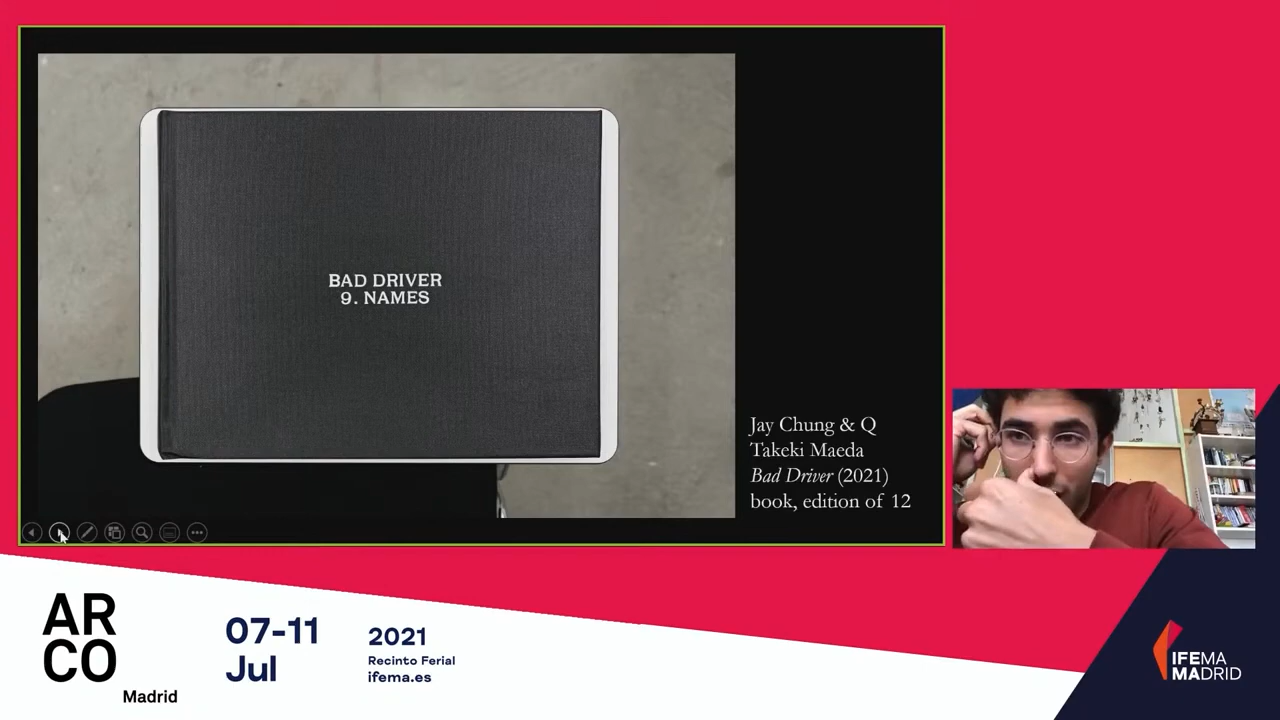 BAD DRIVER
9. NAMES
Jay Chung & Q
Takeki Maeda
Bad Driver (2021)
book, edition of 12
AR
CO
Madrid
07-11
Jul
2021
Recinto Ferial
ifema.es
IFEMA
MADRID